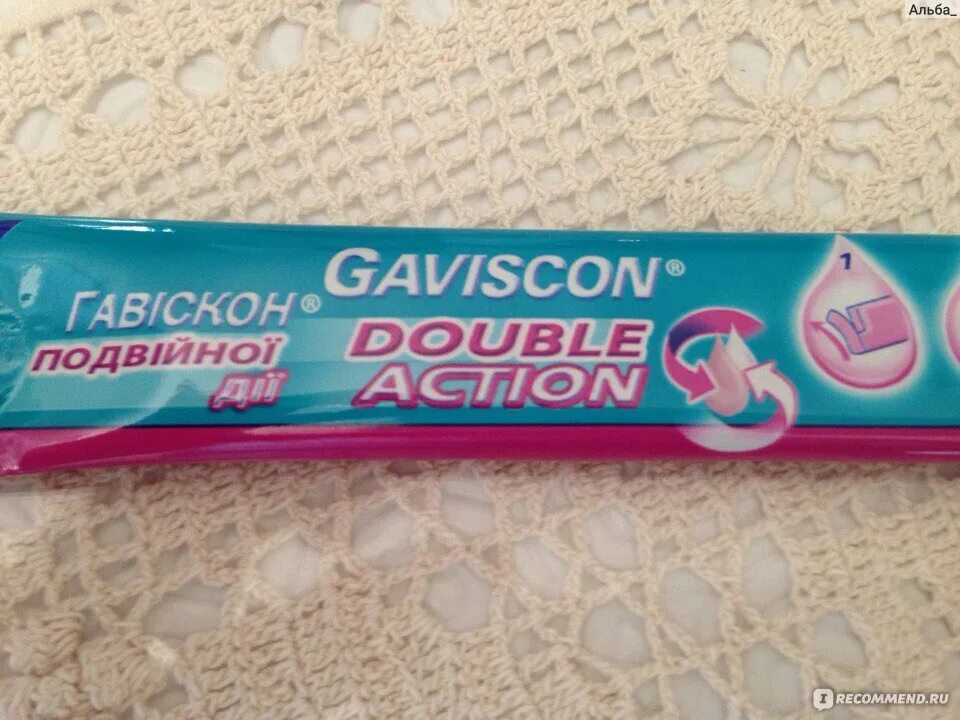 Альба_
GAVISCON®
DOUBLE
ACTION
ГАВІСКОН®
ПОДВІЙНОЇ
ДІЇ
1
I RECOMMEND.RU